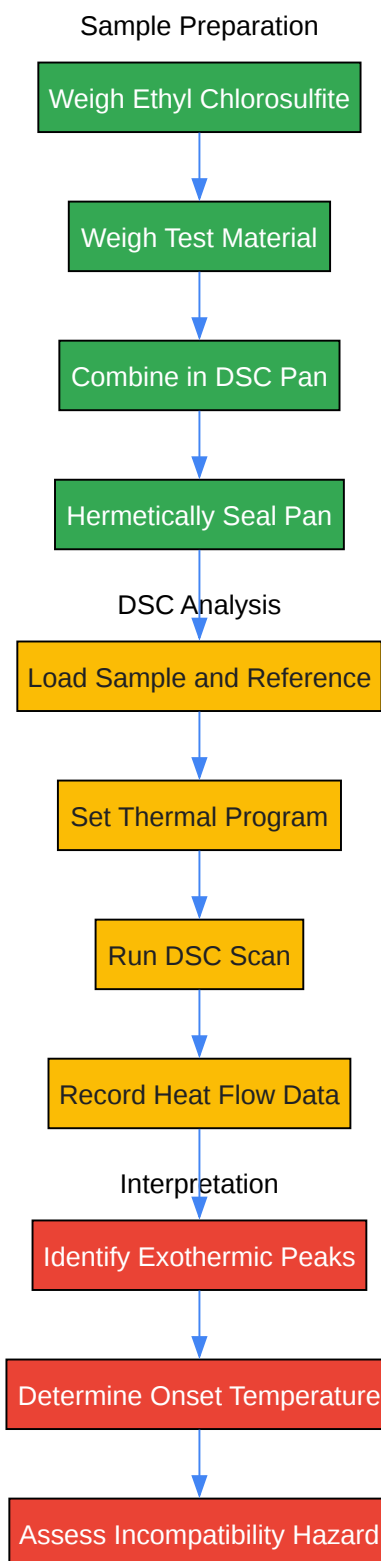 Sample Preparation
Weigh Ethyl Chlorosulfite
Weigh Test Material
Combine in DSC Pan
Hermetically Seal Pan
DSC Analysis
Load Sample and Reference
Set Thermal Program
Run DSC Scan
Record Heat Flow Data
Interpretation
Identify Exothermic Peaks
Determine Onset Temperature
Assess Incompatibility Hazard